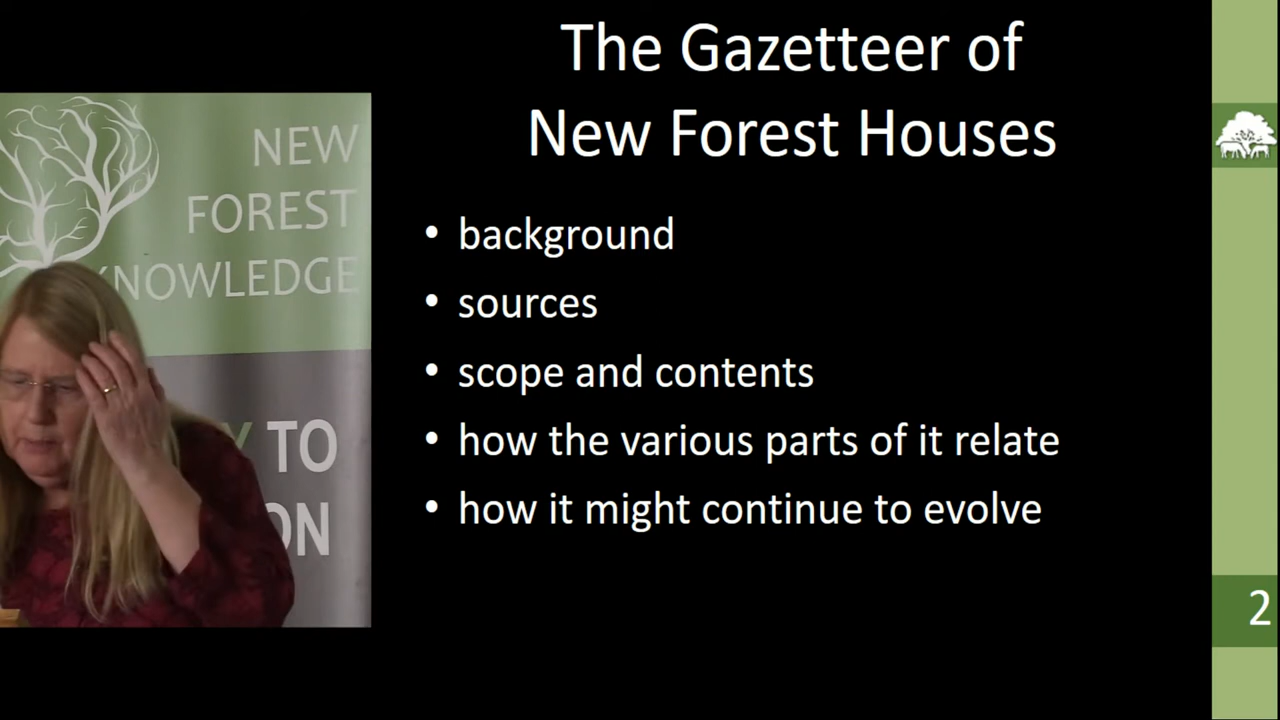 The Gazetteer of
New Forest Houses
• background
• sources
• scope and contents
• how the various parts of it relate
• how it might continue to evolve
2
NEW
FOREST
KNOWLEDGE
TO